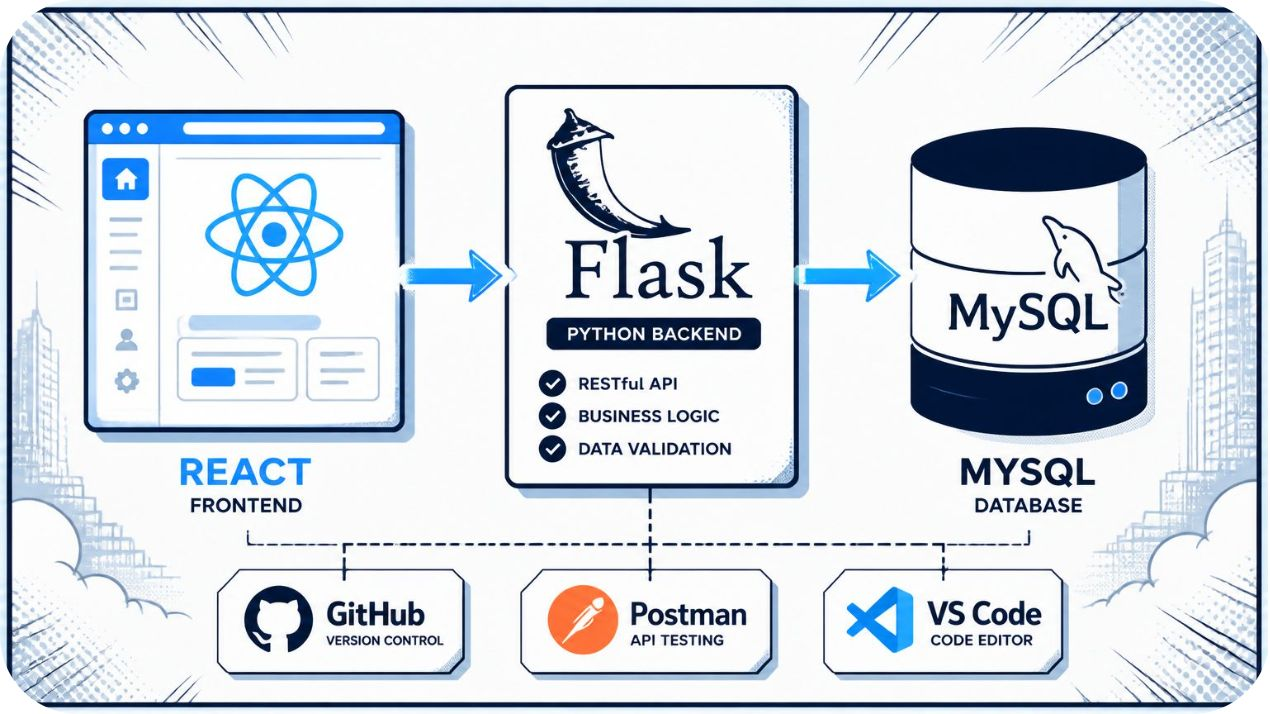 Flask
PYTHON BACKEND
RESTful API
BUSINESS LOGIC
DATA VALIDATION
MySQL
REACT
FRONTEND
MYSQL
DATABASE
GitHub
VERSION CONTROL
Postman
API TESTING
VS Code
CODE EDITOR